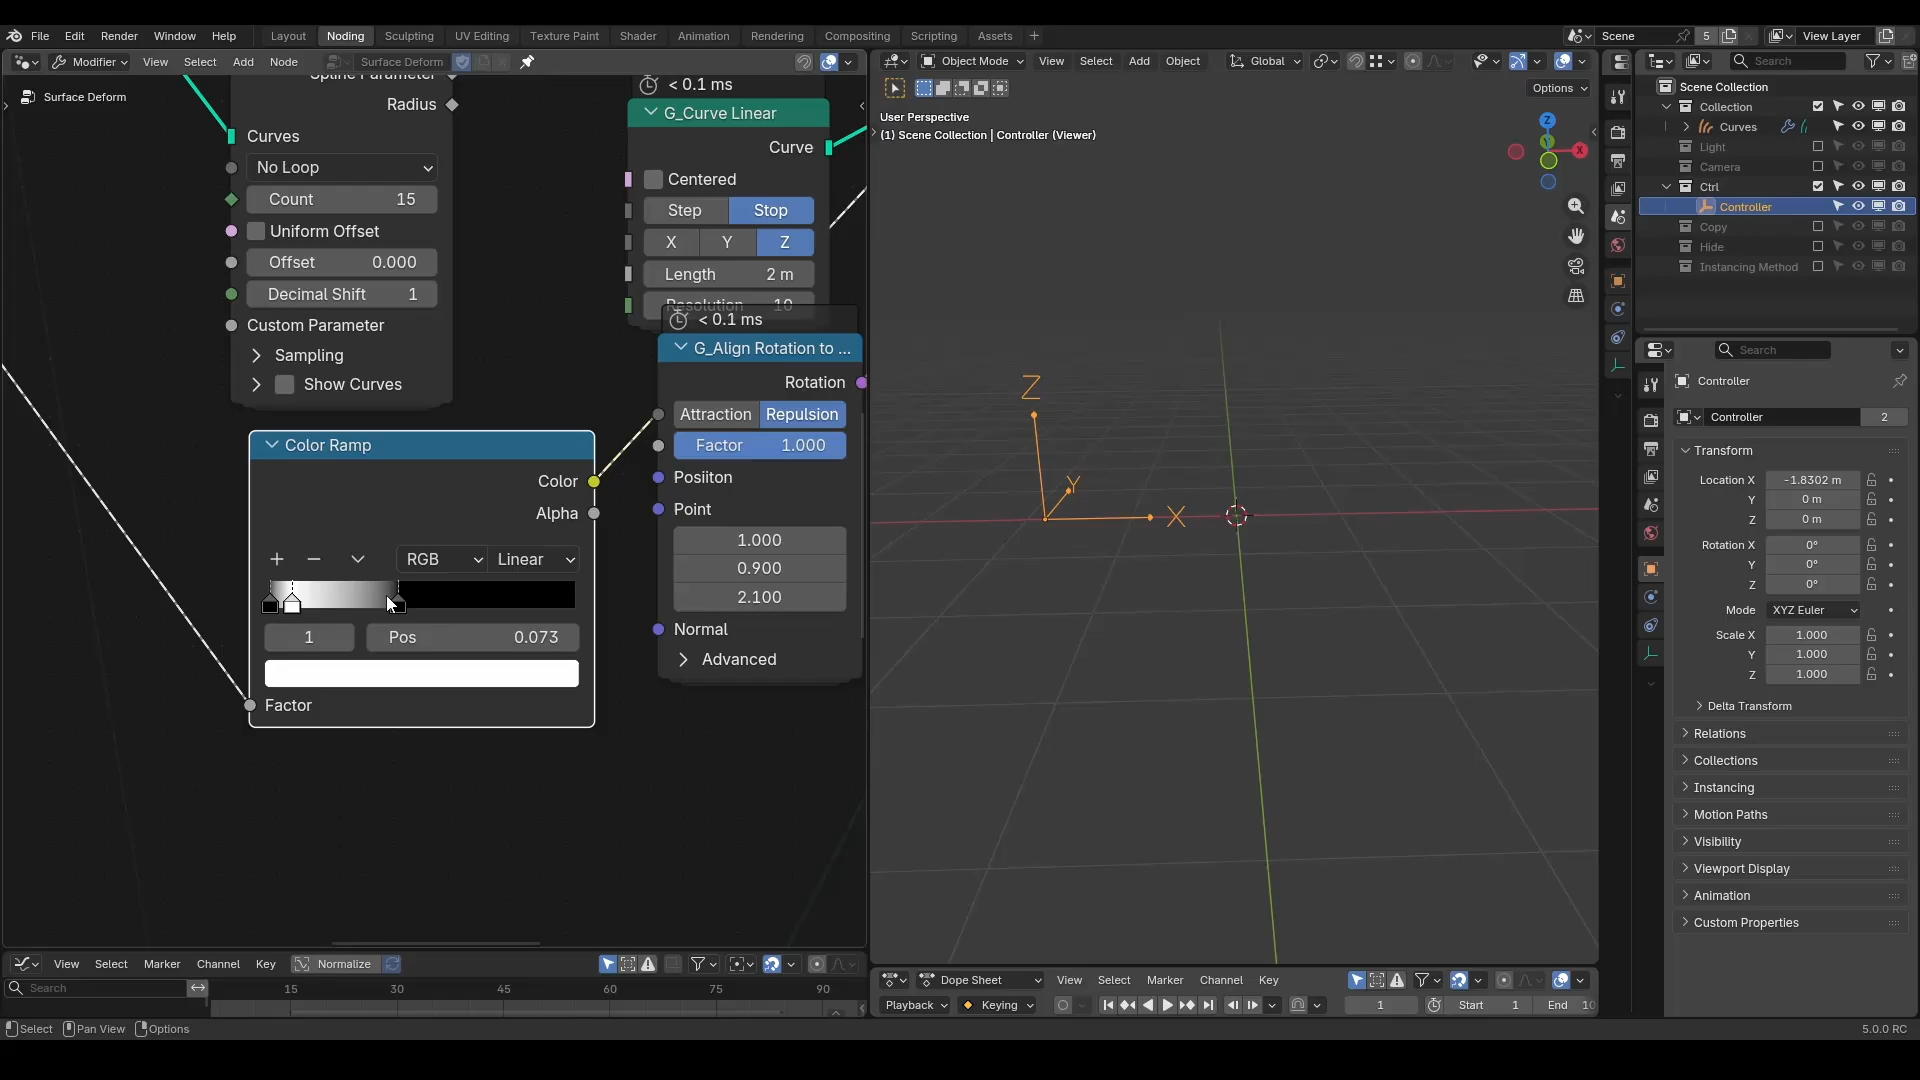 File Edit Render Window Help Layout Noding Sculpting UV Editing Texture Paint Shader Animation Rendering Compositing Scripting Assets + Scene 5 View Layer
Modifier View Select Add Node Surface Deform
Surface Deform
Spline Parameter
Radius
Curves
No Loop
Count 15
Uniform Offset
Offset 0.000
Decimal Shift 1
Custom Parameter
Sampling
Show Curves
< 0.1 ms
G_Curve Linear
Curve
Centered
Step Stop
X Y Z
Length 2 m
Resolution 10
< 0.1 ms
G_Align Rotation to ...
Rotation
Attraction Repulsion
Factor 1.000
Posiiton
Point
1.000
0.900
2.100
Normal
Advanced
Color Ramp
Color
Alpha
RGB Linear
1 Pos 0.073
Factor
View Select Marker Channel Key Normalize
Search 15 30 45 60 75 90
Object Mode View Select Add Object Global
Options
User Perspective
(1) Scene Collection | Controller (Viewer)
Z
X
Z
Y
X
Dope Sheet View Select Marker Channel Key
Playback Keying 1 Start 1 End 10
Search
Scene Collection
Collection
Curves
Light
Camera
Ctrl
Controller
Copy
Hide
Instancing Method
Search
Controller
Controller 2
Transform
Location X -1.8302 m
Y 0 m
Z 0 m
Rotation X 0°
Y 0°
Z 0°
Mode XYZ Euler
Scale X 1.000
Y 1.000
Z 1.000
Delta Transform
Relations
Collections
Instancing
Motion Paths
Visibility
Viewport Display
Animation
Custom Properties
Select Pan View Options 5.0.0 RC